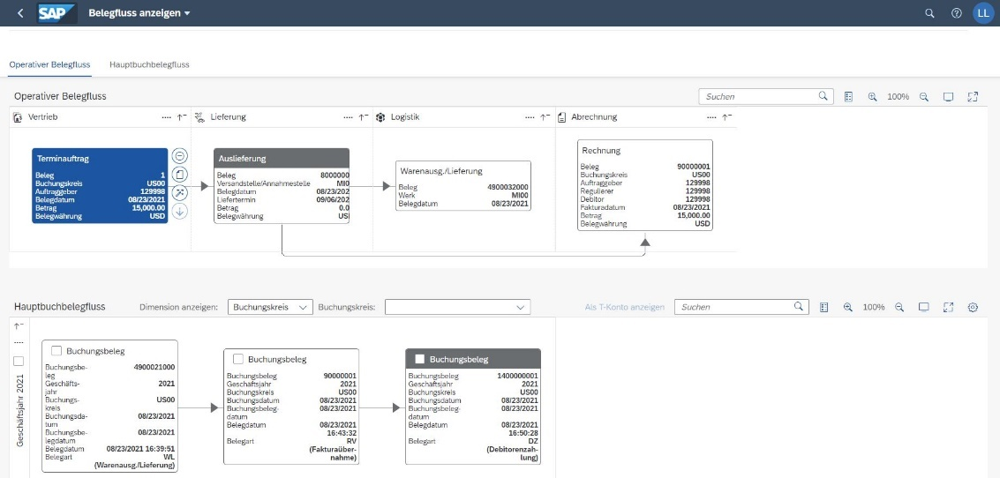 SAP Belegfluss anzeigen LL
Operativer Belegfluss Hauptbuchbelegfluss
Operativer Belegfluss Suchen 100%
Vertrieb Lieferung Logistik Abrechnung
Terminauftrag
Beleg 1
Buchungskreis US00
Auftraggeber 129998
Belegdatum 08/23/2021
Betrag 15,000.00
Belegwährung USD
Auslieferung
Beleg 8000000
Versandstelle/Annahmestelle MI0
Belegdatum 08/23/202
Liefertermin 09/06/202
Betrag 0.0
Belegwährung US
Warenausg./Lieferung
Beleg 4900032000
Werk MI00
Belegdatum 08/23/2021
Rechnung
Beleg 90000001
Buchungskreis US00
Auftraggeber 129998
Regulierer 129998
Debitor 129998
Fakturadatum 08/23/2021
Betrag 15,000.00
Belegwährung USD
Hauptbuchbelegfluss Dimension anzeigen: Buchungskreis Buchungskreis: Als T-Konto anzeigen Suchen 100%
Geschäftsjahr 2021
Buchungsbeleg
Buchungsbe- 4900021000
leg
Geschäfts- 2021
jahr
Buchungs- US00
kreis
Buchungsda- 08/23/2021
tum
Buchungsbe- 08/23/2021
legdatum
Belegdatum 08/23/2021 16:39:51
Belegart WL
(Warenausg./Lieferung)
Buchungsbeleg
Buchungsbeleg 90000001
Geschäftsjahr 2021
Buchungskreis US00
Buchungsdatum 08/23/2021
Buchungsbeleg- 08/23/2021
datum
Belegdatum 08/23/2021
16:43:32
Belegart RV
(Fakturaüber-
nahme)
Buchungsbeleg
Buchungsbeleg 1400000001
Geschäftsjahr 2021
Buchungskreis US00
Buchungsdatum 08/23/2021
Buchungsbeleg- 08/23/2021
datum
Belegdatum 08/23/2021
16:50:28
Belegart DZ
(Debitorenzah-
lung)